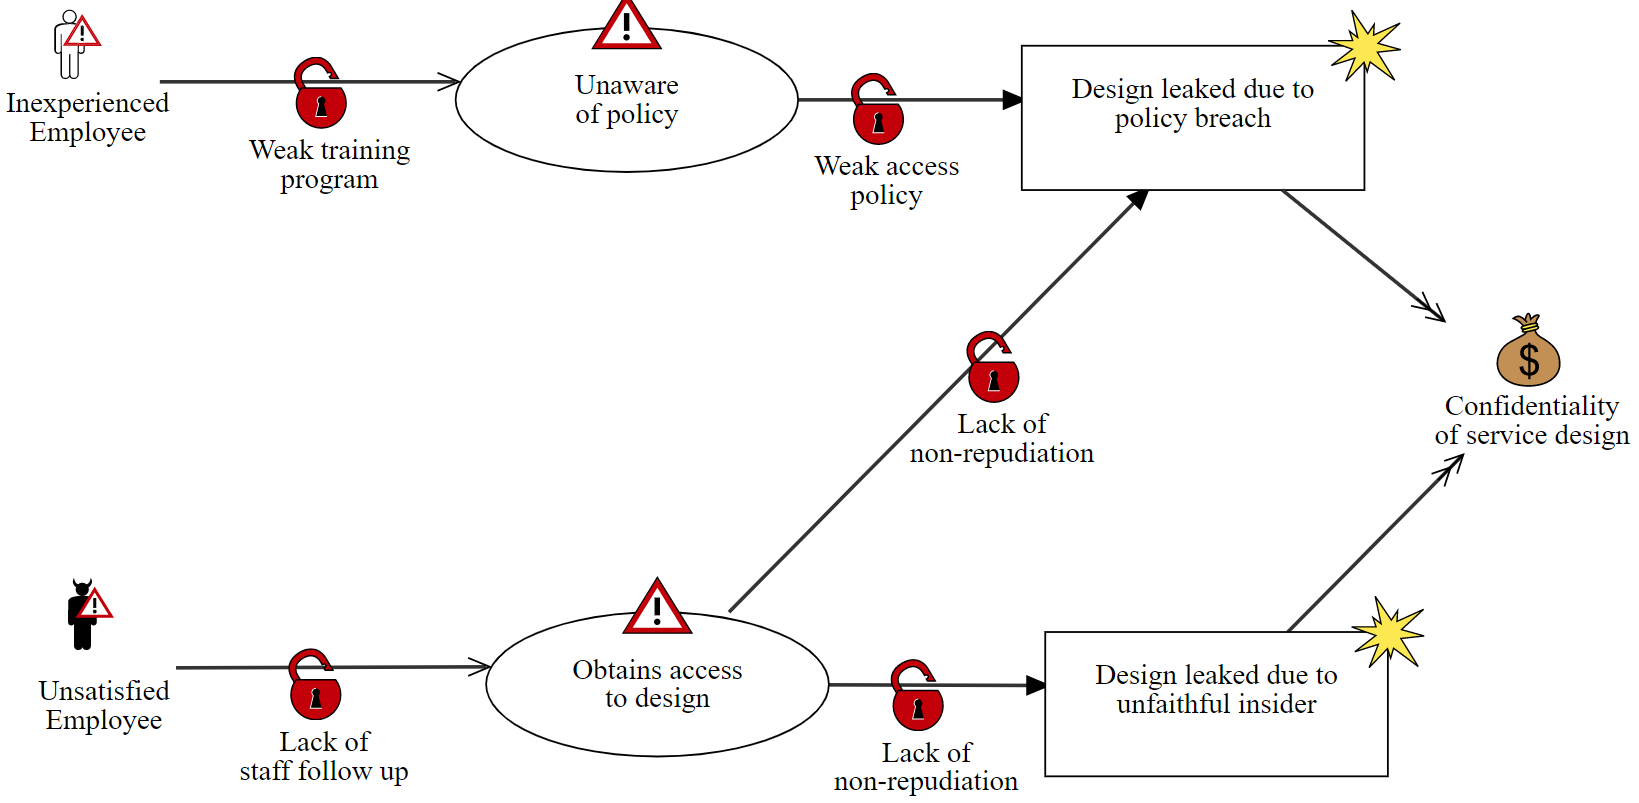 Inexperienced
Employee
Weak training
program
Unaware
of policy
Weak access
policy
Design leaked due to
policy breach
Lack of
non-repudiation
$
Confidentiality
of service design
Unsatisfied
Employee
Lack of
staff follow up
Obtains access
to design
Lack of
non-repudiation
Design leaked due to
unfaithful insider